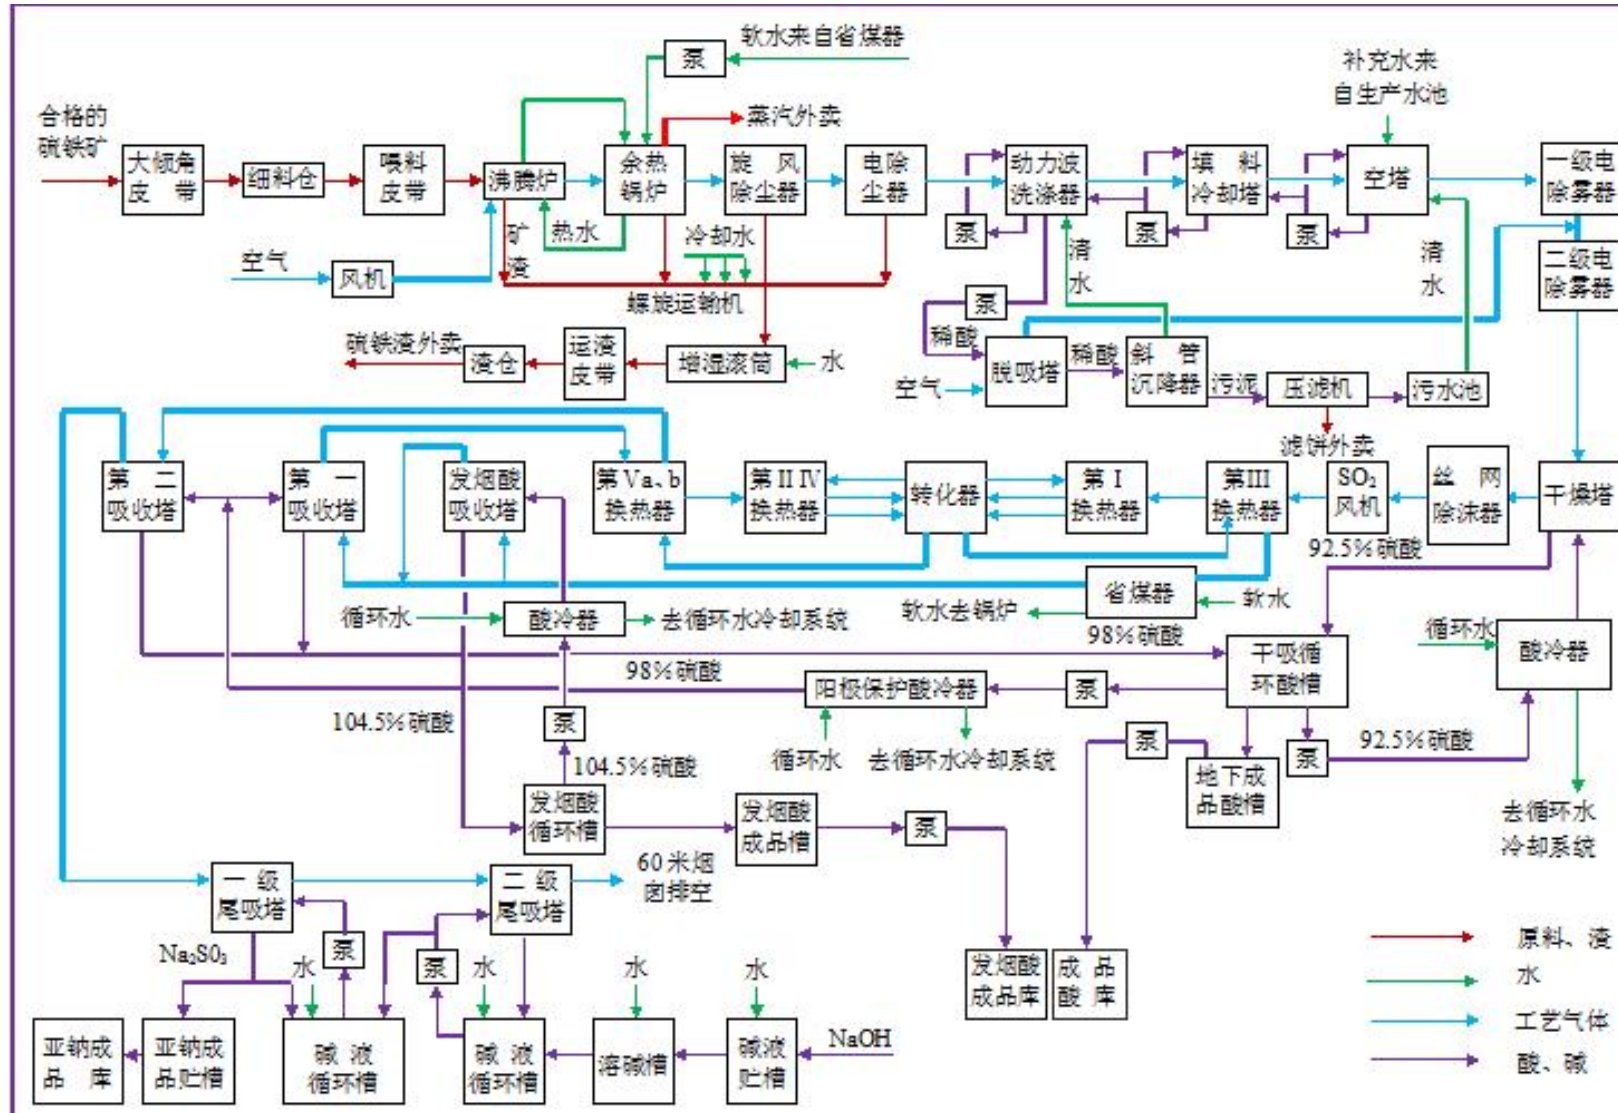 软水来自省煤器
泵
补充水来
自生产水池
合格的
硫铁矿
蒸汽外卖
大倾角
皮 带
细料仓
喂料
皮带
沸腾炉
余热
锅炉
旋 风
除尘器
电除
尘器
动力波
洗涤器
填 料
冷却塔
空塔
一级电
除雾器
泵
泵
泵
矿
渣
热水
冷却水
清
水
清
水
二级电
除雾器
空气
风机
螺旋运输机
泵
稀酸
硫铁渣外卖
渣仓
运渣
皮带
增湿滚筒
水
空气
脱吸塔
稀酸
斜 管
沉降器
污泥
压滤机
污水池
滤饼外卖
第 二
吸收塔
第 一
吸收塔
发烟酸
吸收塔
第Va、b
换热器
第II IV
换热器
转化器
第 I
换热器
第III
换热器
SO₂
风机
丝 网
除沫器
干燥塔
92.5%硫酸
循环水
酸冷器
去循环水冷却系统
软水去锅炉
省煤器
软水
98%硫酸
98%硫酸
干吸循
环酸槽
循环水
酸冷器
阳极保护酸冷器
泵
104.5%硫酸
泵
循环水
去循环水冷却系统
泵
泵
92.5%硫酸
104.5%硫酸
地下成
品酸槽
发烟酸
循环槽
发烟酸
成品槽
泵
去循环水
冷却系统
一 级
尾吸塔
二 级
尾吸塔
60米烟
囱排空
Na₂S0₃
泵
水
泵
水
水
水
发烟酸
成品库
成 品
酸 库
原料、渣
水
工艺气体
酸、碱
亚钠成
品 库
亚钠成
品贮槽
碱 液
循环槽
碱 液
循环槽
溶碱槽
碱液
贮槽
NaOH